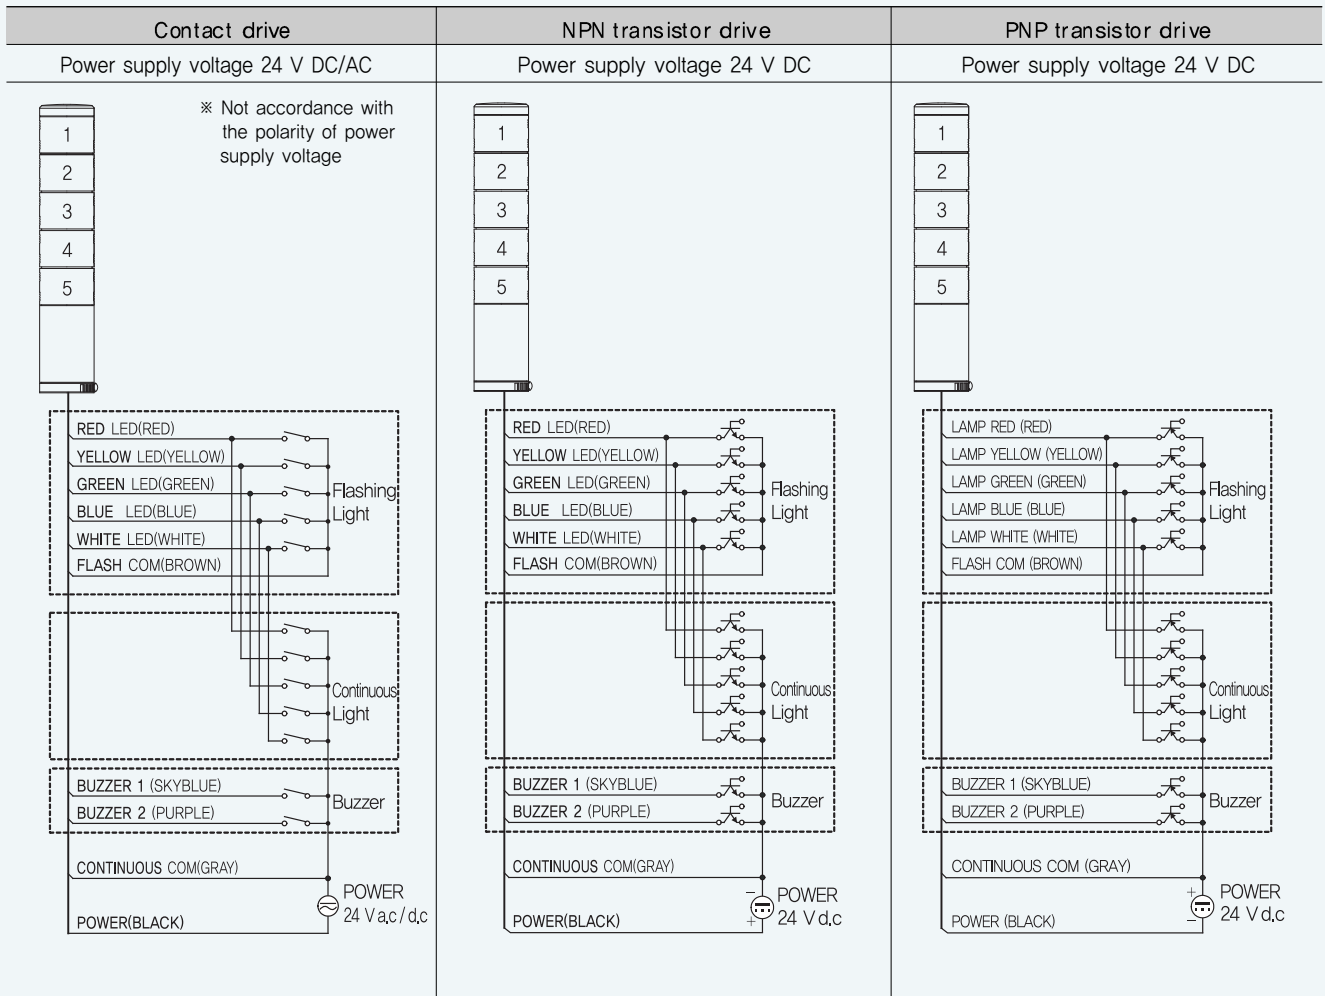 Contact drive
Power supply voltage 24 V DC/AC
※ Not accordance with
the polarity of power
supply voltage
1
2
3
4
5
RED LED(RED)
YELLOW LED(YELLOW)
GREEN LED(GREEN)
BLUE LED(BLUE)
WHITE LED(WHITE)
FLASH COM(BROWN)
Flashing
Light
Continuous
Light
BUZZER 1 (SKYBLUE)
BUZZER 2 (PURPLE)
Buzzer
CONTINUOUS COM(GRAY)
POWER
24 V a.c / d.c
POWER(BLACK)
NPN transistor drive
Power supply voltage 24 V DC
1
2
3
4
5
RED LED(RED)
YELLOW LED(YELLOW)
GREEN LED(GREEN)
BLUE LED(BLUE)
WHITE LED(WHITE)
FLASH COM(BROWN)
Flashing
Light
Continuous
Light
BUZZER 1 (SKYBLUE)
BUZZER 2 (PURPLE)
Buzzer
CONTINUOUS COM(GRAY)
−
POWER
24 V d.c
+
POWER(BLACK)
PNP transistor drive
Power supply voltage 24 V DC
1
2
3
4
5
LAMP RED (RED)
LAMP YELLOW (YELLOW)
LAMP GREEN (GREEN)
LAMP BLUE (BLUE)
LAMP WHITE (WHITE)
FLASH COM (BROWN)
Flashing
Light
Continuous
Light
BUZZER 1 (SKYBLUE)
BUZZER 2 (PURPLE)
Buzzer
CONTINUOUS COM (GRAY)
+
POWER
24 V d.c
−
POWER (BLACK)